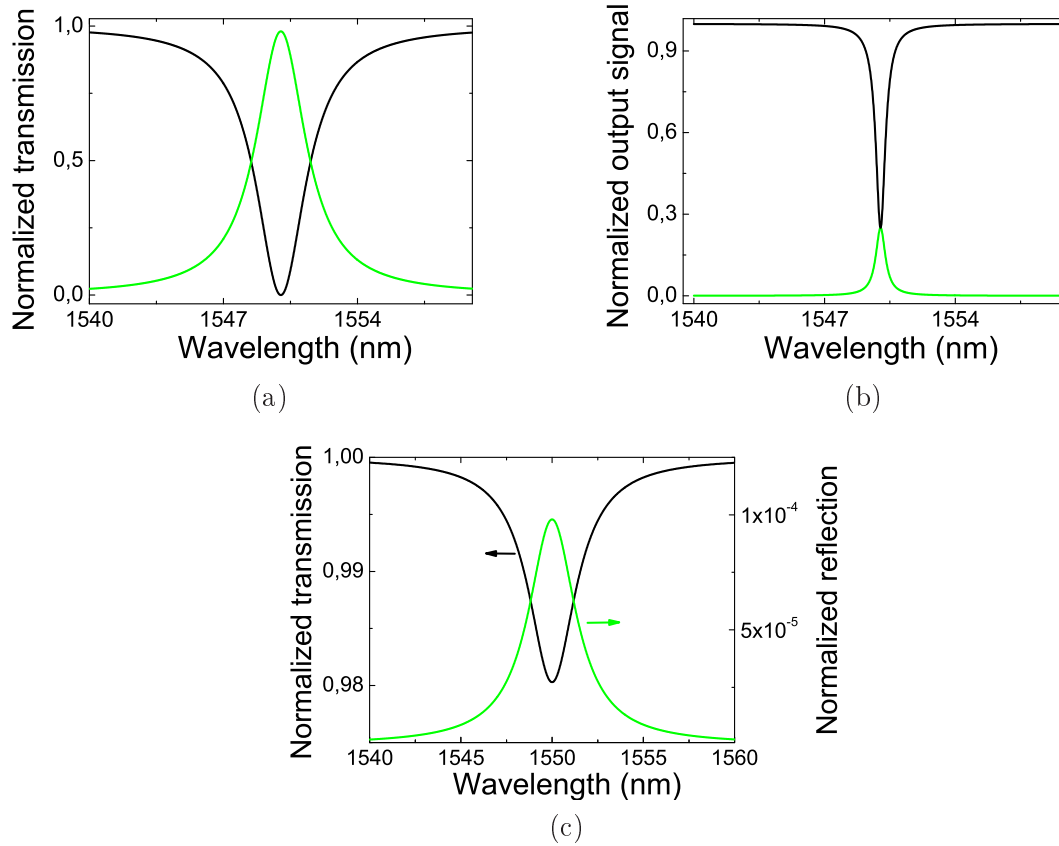 Normalized transmission
1,0
0,5
0,0
1540
1547
1554
Wavelength (nm)
(a)
Normalized output signal
0,9
0,6
0,3
0,0
1540
1547
1554
Wavelength (nm)
(b)
Normalized transmission
1,00
0,99
0,98
1540
1545
1550
1555
1560
Wavelength (nm)
1x10⁻⁴
5x10⁻⁵
Normalized reflection
(c)